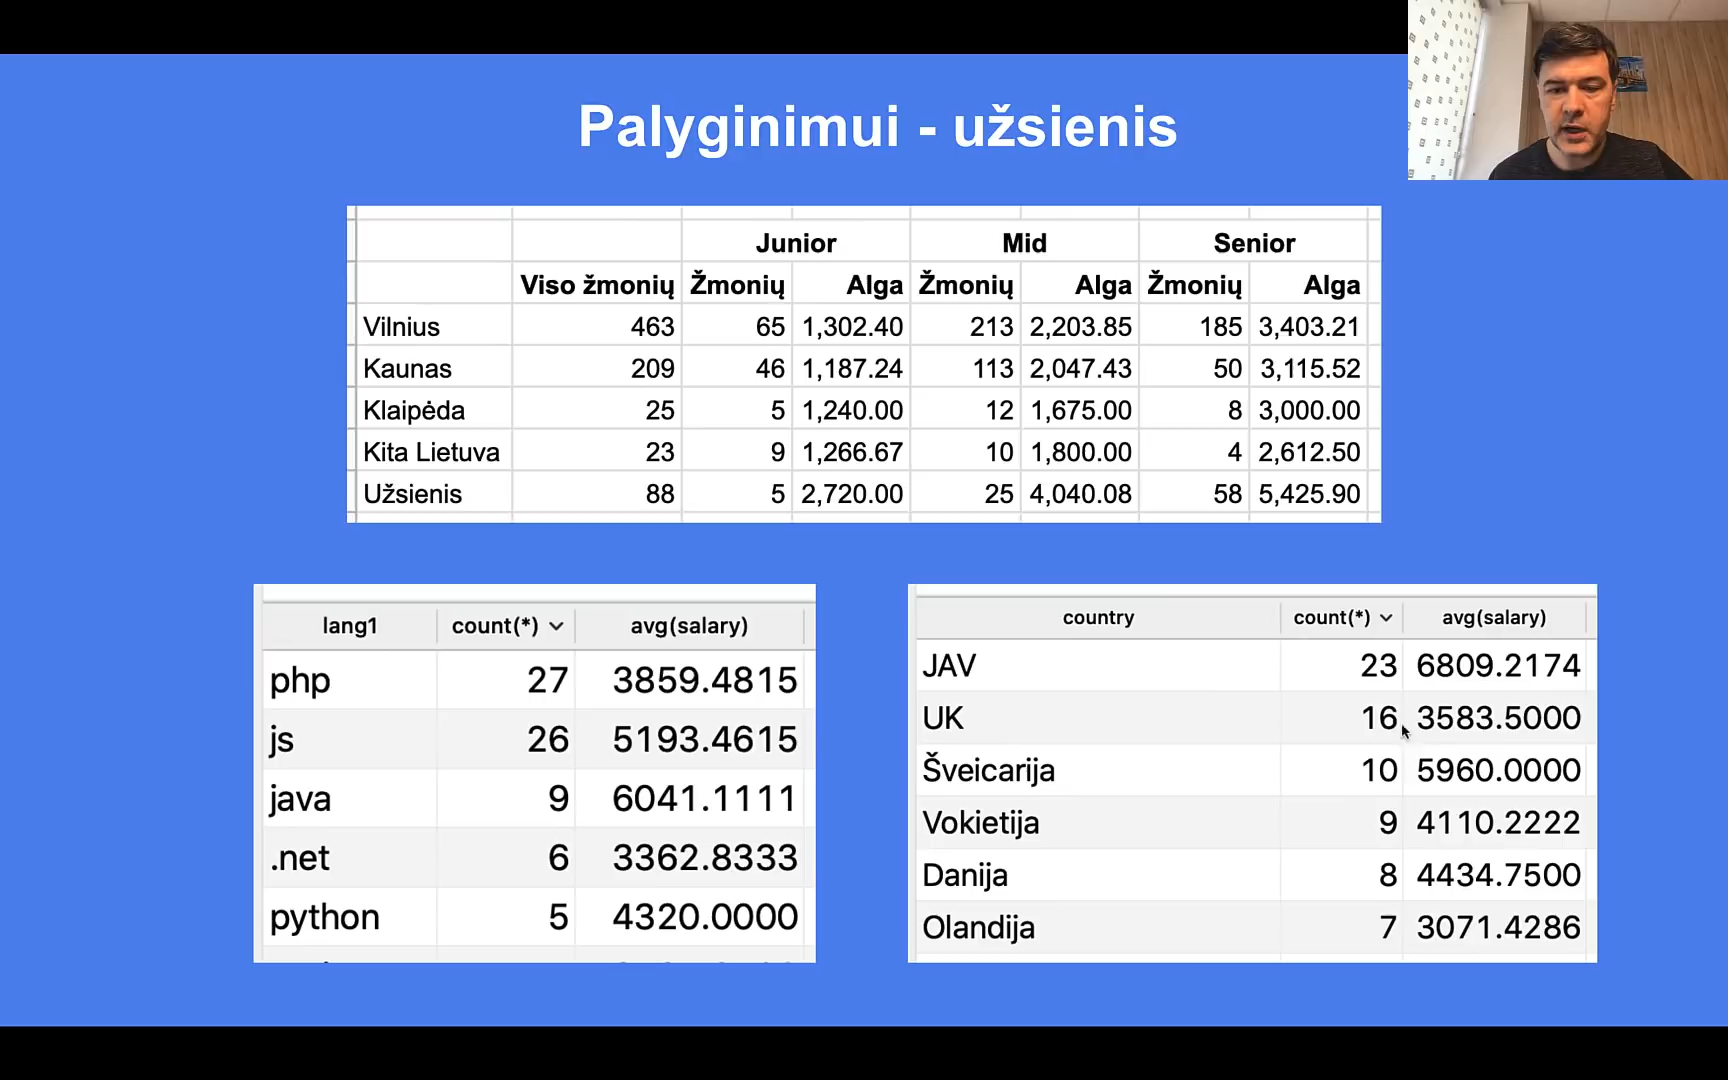 Palyginimui - užsienis
Junior Mid Senior
Viso žmonių Žmonių Alga Žmonių Alga Žmonių Alga
Vilnius 463 65 1,302.40 213 2,203.85 185 3,403.21
Kaunas 209 46 1,187.24 113 2,047.43 50 3,115.52
Klaipėda 25 5 1,240.00 12 1,675.00 8 3,000.00
Kita Lietuva 23 9 1,266.67 10 1,800.00 4 2,612.50
Užsienis 88 5 2,720.00 25 4,040.08 58 5,425.90
lang1 count(*) avg(salary)
php 27 3859.4815
js 26 5193.4615
java 9 6041.1111
.net 6 3362.8333
python 5 4320.0000
country count(*) avg(salary)
JAV 23 6809.2174
UK 16 3583.5000
Šveicarija 10 5960.0000
Vokietija 9 4110.2222
Danija 8 4434.7500
Olandija 7 3071.4286